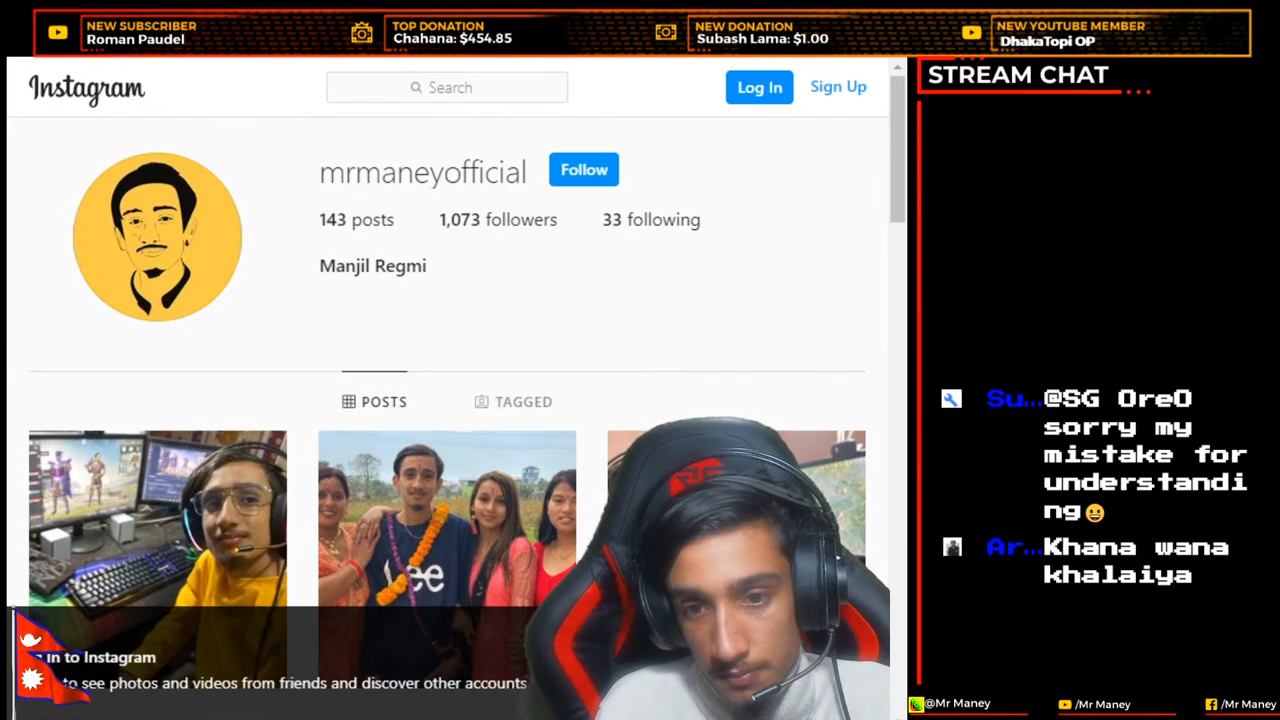 NEW SUBSCRIBER
Roman Paudel
TOP DONATION
Chahana: $454.85
NEW DONATION
Subash Lama: $1.00
NEW YOUTUBE MEMBER
DhakaTopi OP
Instagram
Search
Log In
Sign Up
mrmaneyofficial
Follow
143 posts
1,073 followers
33 following
Manjil Regmi
POSTS
TAGGED
Lee
in to Instagram
to see photos and videos from friends and discover other accounts
STREAM CHAT
Su... @SG OreO
sorry my
mistake for
understandi
ng😀
Ar... Khana wana
khalaiya
@Mr Maney
/Mr Maney
/Mr Maney